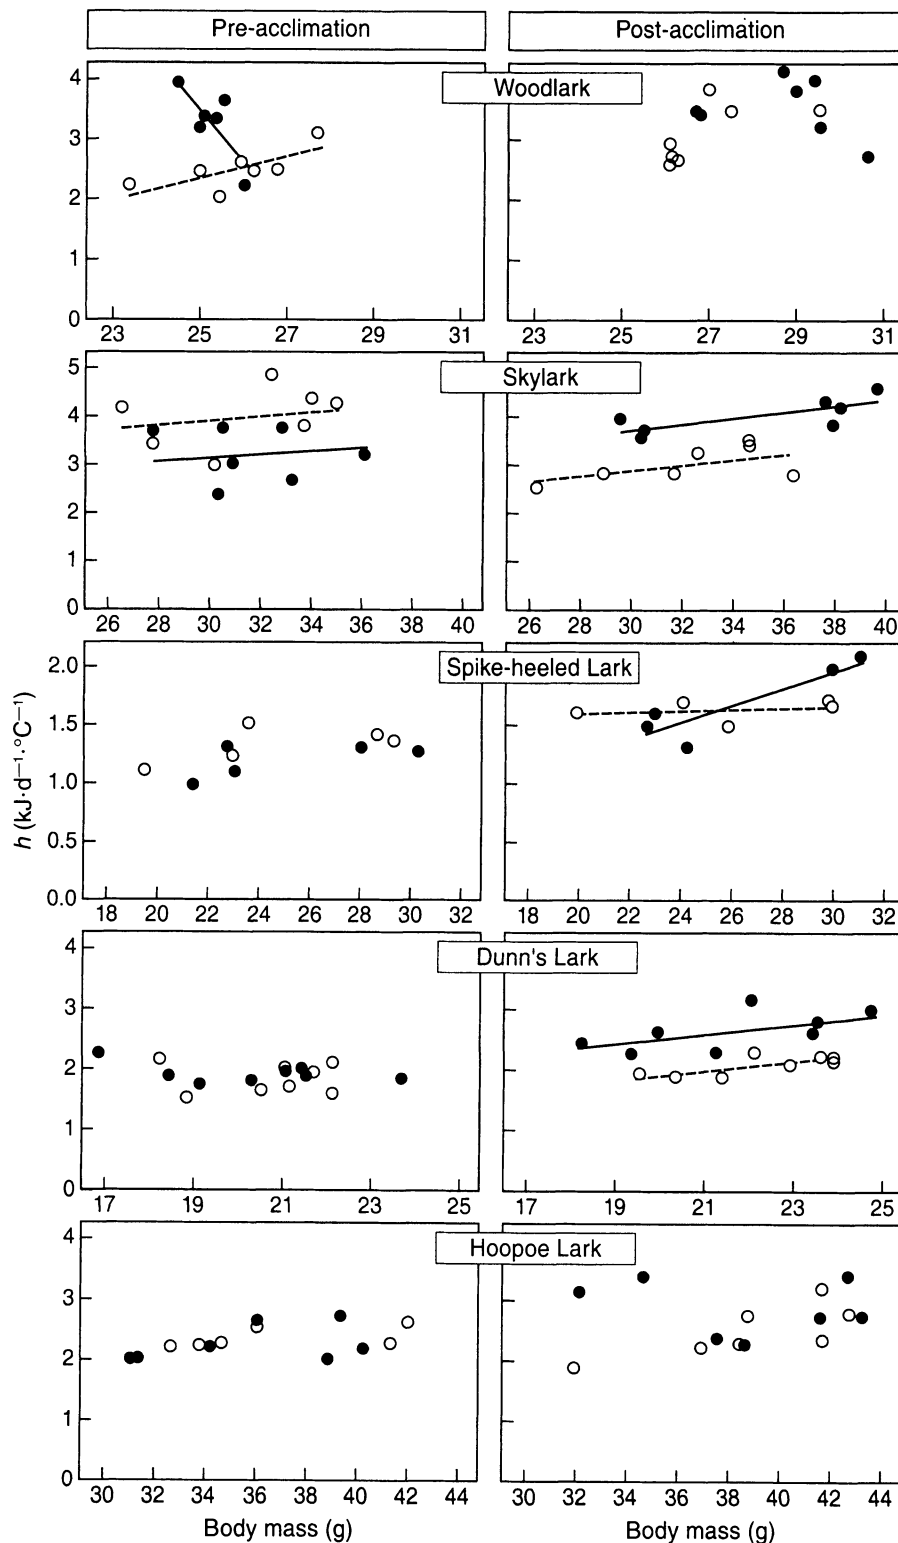 Pre-acclimation Post-acclimation
Woodlark
4
3
2
1
0
23 25 27 29 31 23 25 27 29 31
Skylark
5
4
3
2
1
0
26 28 30 32 34 36 38 40 26 28 30 32 34 36 38 40
Spike-heeled Lark
2.0
1.5
1.0
0.5
0.0
h (kJ·d⁻¹·°C⁻¹)
18 20 22 24 26 28 30 32 18 20 22 24 26 28 30 32
Dunn's Lark
4
3
2
1
0
17 19 21 23 25 17 19 21 23 25
Hoopoe Lark
4
3
2
1
0
30 32 34 36 38 40 42 44 30 32 34 36 38 40 42 44
Body mass (g) Body mass (g)